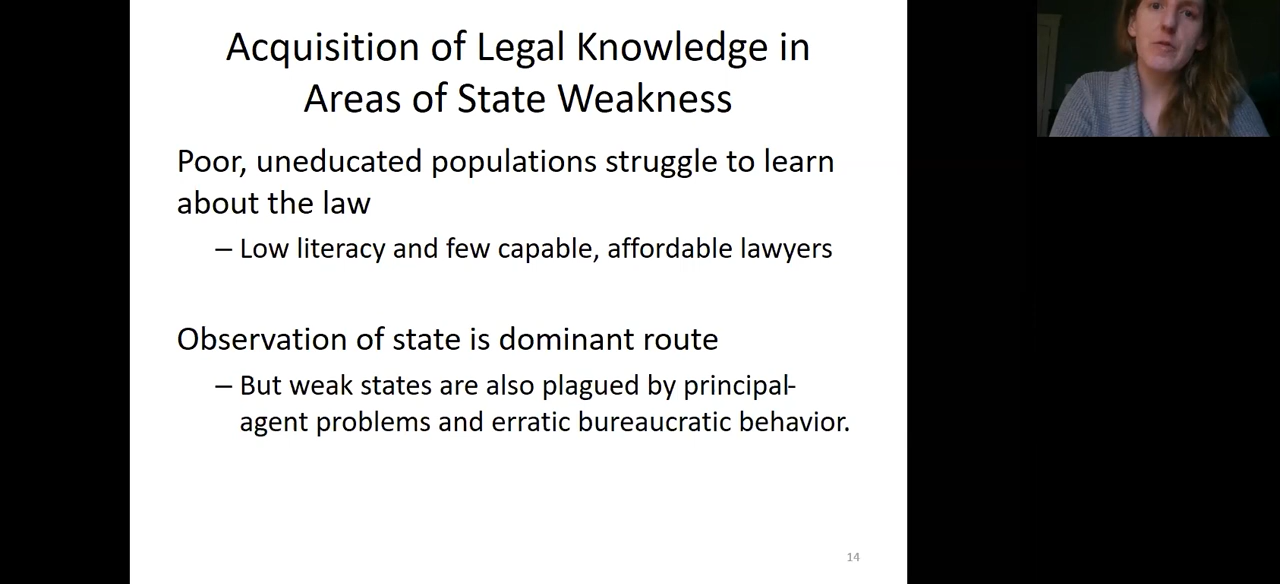 Acquisition of Legal Knowledge in
Areas of State Weakness
Poor, uneducated populations struggle to learn
about the law
– Low literacy and few capable, affordable lawyers
Observation of state is dominant route
– But weak states are also plagued by principal-
agent problems and erratic bureaucratic behavior.
14